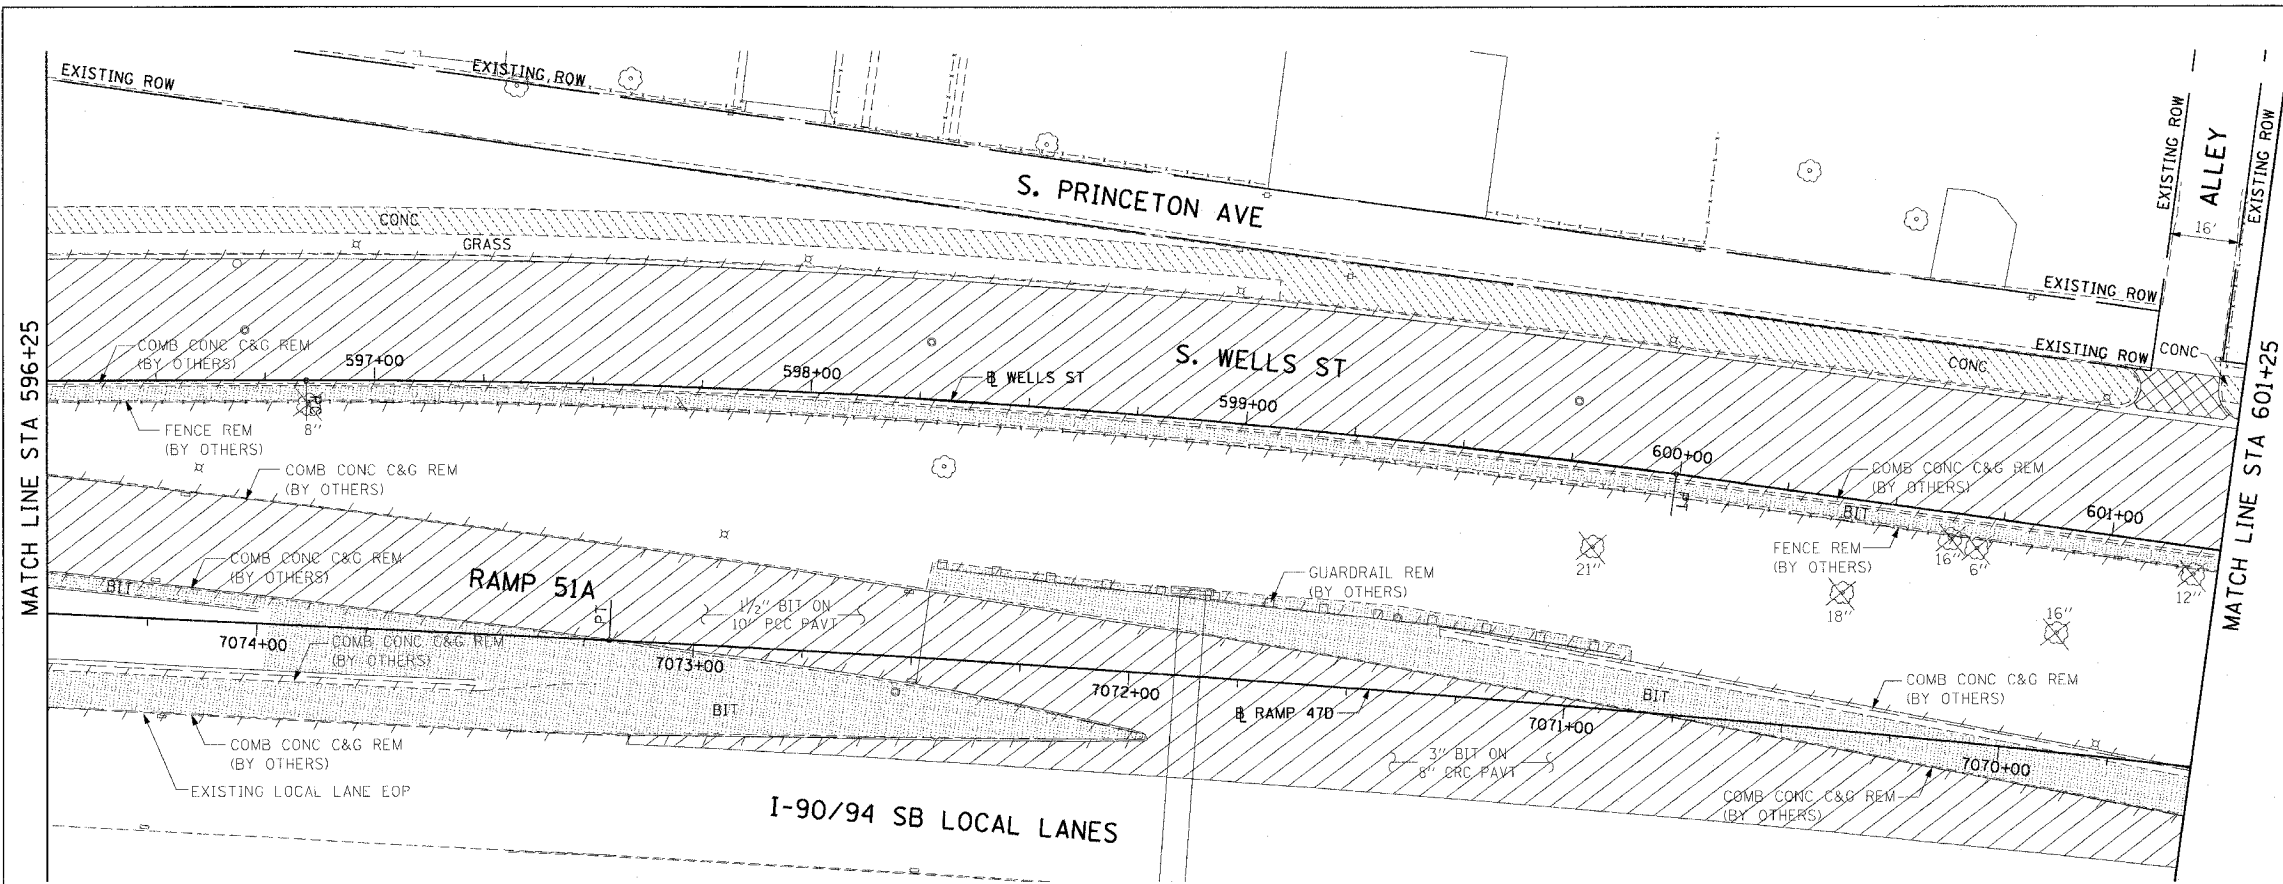 EXISTING ROW
EXISTING ROW
S. PRINCETON AVE
EXISTING ROW
ALLEY
EXISTING ROW
16'
EXISTING ROW
EXISTING ROW
CONC
CONC
GRASS
CONC
MATCH LINE STA 596+25
MATCH LINE STA 601+25
COMB CONC C&G REM
(BY OTHERS)
597+00
598+00
℄ WELLS ST
S. WELLS ST
599+00
600+00
COMB CONC C&G REM
(BY OTHERS)
601+00
8"
FENCE REM
(BY OTHERS)
COMB CONC C&G REM
(BY OTHERS)
BIT
FENCE REM
(BY OTHERS)
21"
18"
16"
6"
16"
12"
COMB CONC C&G REM
(BY OTHERS)
BIT
RAMP 51A
PT
1½" BIT ON
10" PCC PAVT
GUARDRAIL REM
(BY OTHERS)
7074+00
COMB CONC C&G REM
(BY OTHERS)
7073+00
7072+00
BIT
BIT
COMB CONC C&G REM
(BY OTHERS)
RAMP 47D
7071+00
3" BIT ON
8" CRC PAVT
7070+00
COMB CONC C&G REM
(BY OTHERS)
COMB CONC C&G REM
(BY OTHERS)
EXISTING LOCAL LANE EOP
I-90/94 SB LOCAL LANES